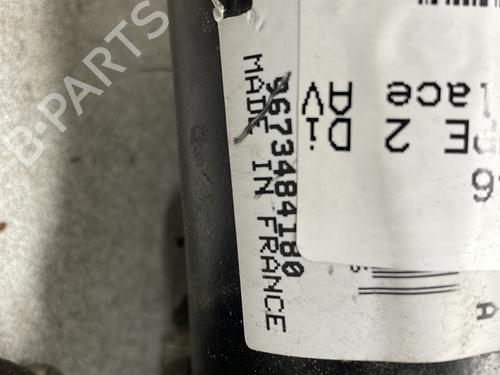 B-PARTS
9673484180
MADE IN FRANCE
PE 2 Di
lace AV
A